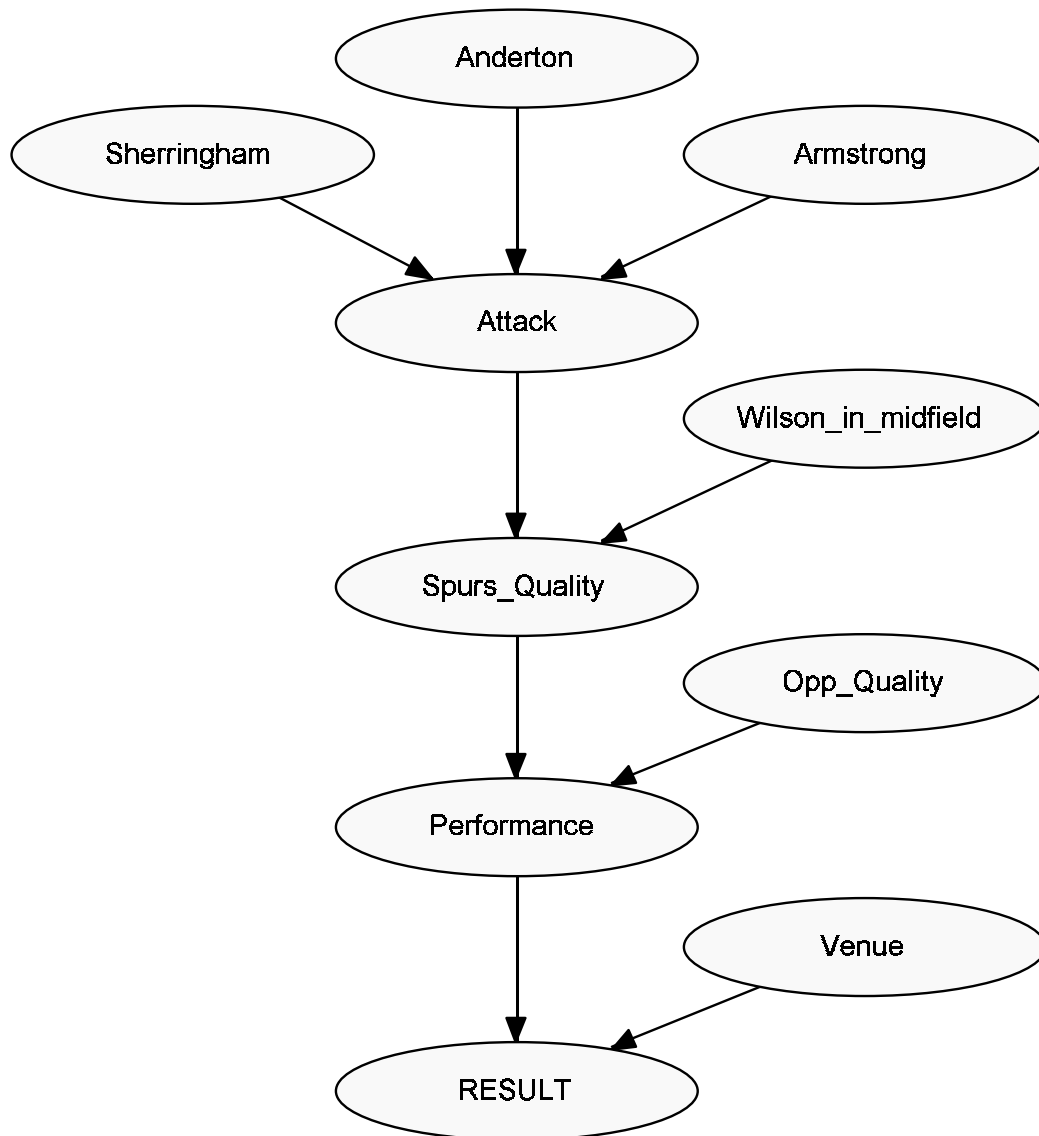 Anderton
Sherringham
Armstrong
Attack
Wilson_in_midfield
Spurs_Quality
Opp_Quality
Performance
Venue
RESULT